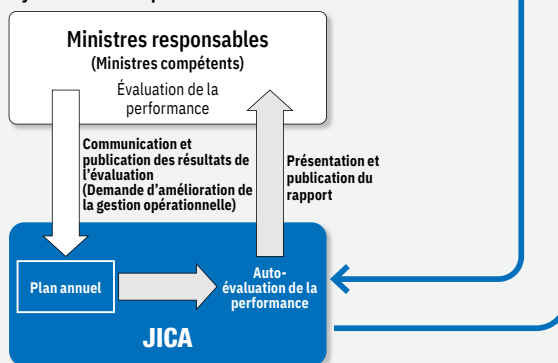 Ministres responsables
(Ministres compétents)
Évaluation de la
performance
Communication et
publication des résultats de
l'évaluation
(Demande d'amélioration de
la gestion opérationnelle)
Présentation et
publication du
rapport
Plan annuel
Auto-
évaluation de la
performance
JICA